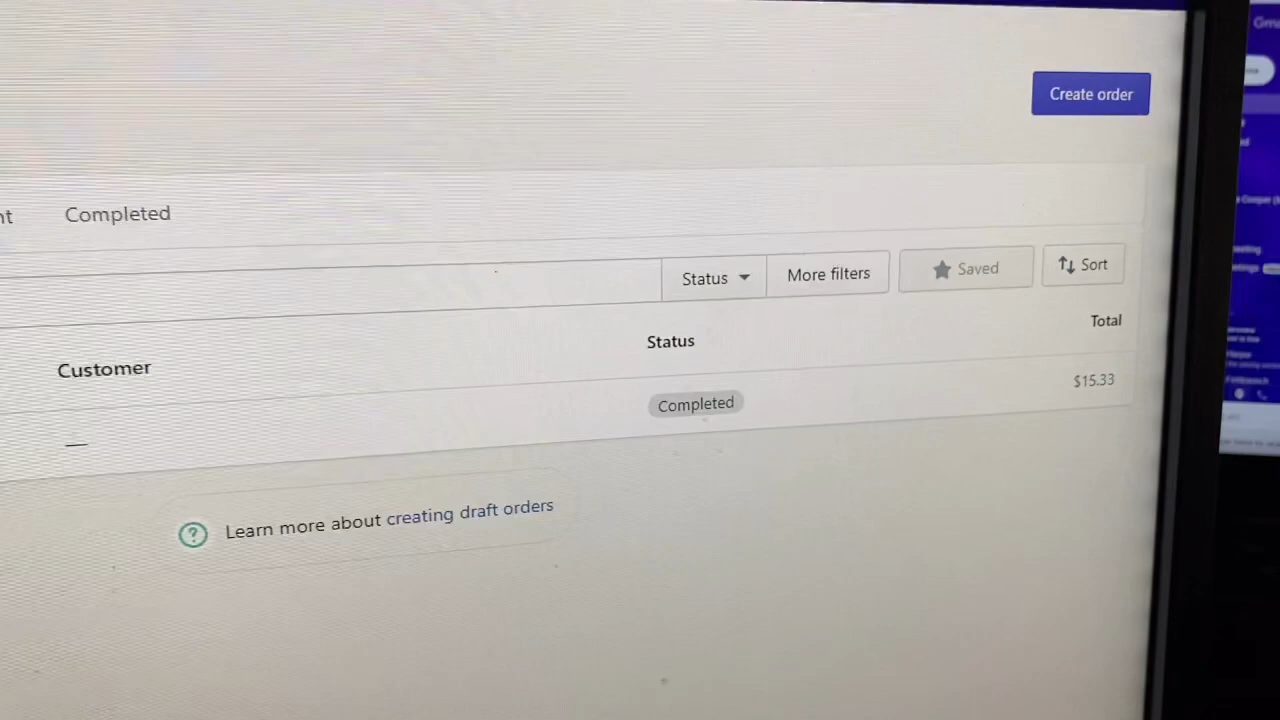 Create order
nt Completed
Status More filters Saved Sort
Customer Status Total
— Completed $15.33
Learn more about creating draft orders